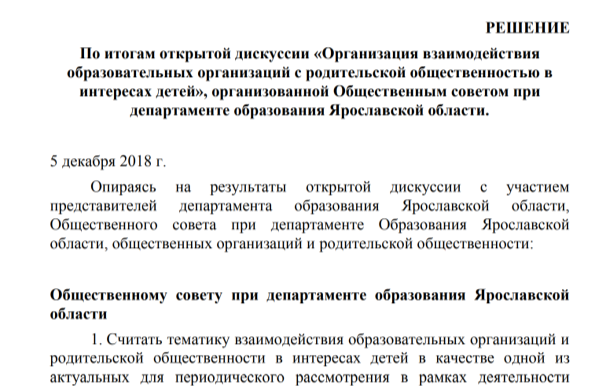 РЕШЕНИЕ
По итогам открытой дискуссии «Организация взаимодействия
образовательных организаций с родительской общественностью в
интересах детей», организованной Общественным советом при
департаменте образования Ярославской области.
5 декабря 2018 г.
Опираясь на результаты открытой дискуссии с участием
представителей департамента образования Ярославской области,
Общественного совета при департаменте Образования Ярославской
области, общественных организаций и родительской общественности:
Общественному совету при департаменте образования Ярославской
области
1. Считать тематику взаимодействия образовательных организаций и
родительской общественности в интересах детей в качестве одной из
актуальных для периодического рассмотрения в рамках деятельности